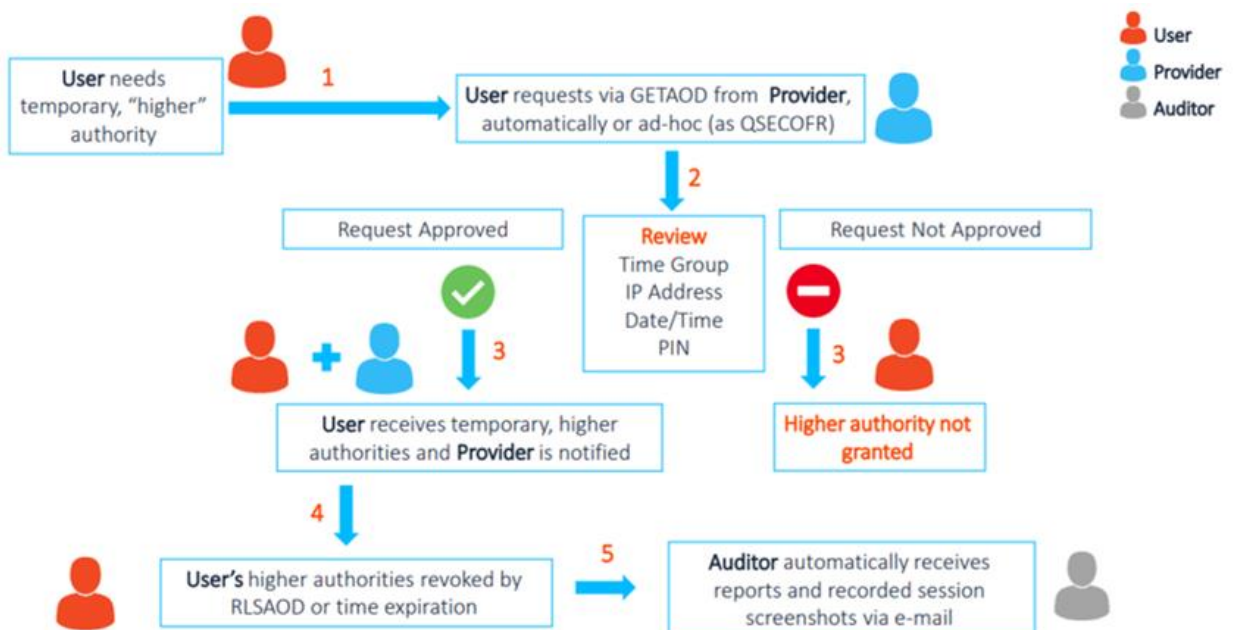 User
Provider
Auditor
User needs
temporary, “higher”
authority
1
User requests via GETAOD from Provider,
automatically or ad-hoc (as QSECOFR)
2
Request Approved
Review
Time Group
IP Address
Date/Time
PIN
Request Not Approved
3
3
User receives temporary, higher
authorities and Provider is notified
Higher authority not
granted
4
User’s higher authorities revoked by
RLSAOD or time expiration
5
Auditor automatically receives
reports and recorded session
screenshots via e-mail